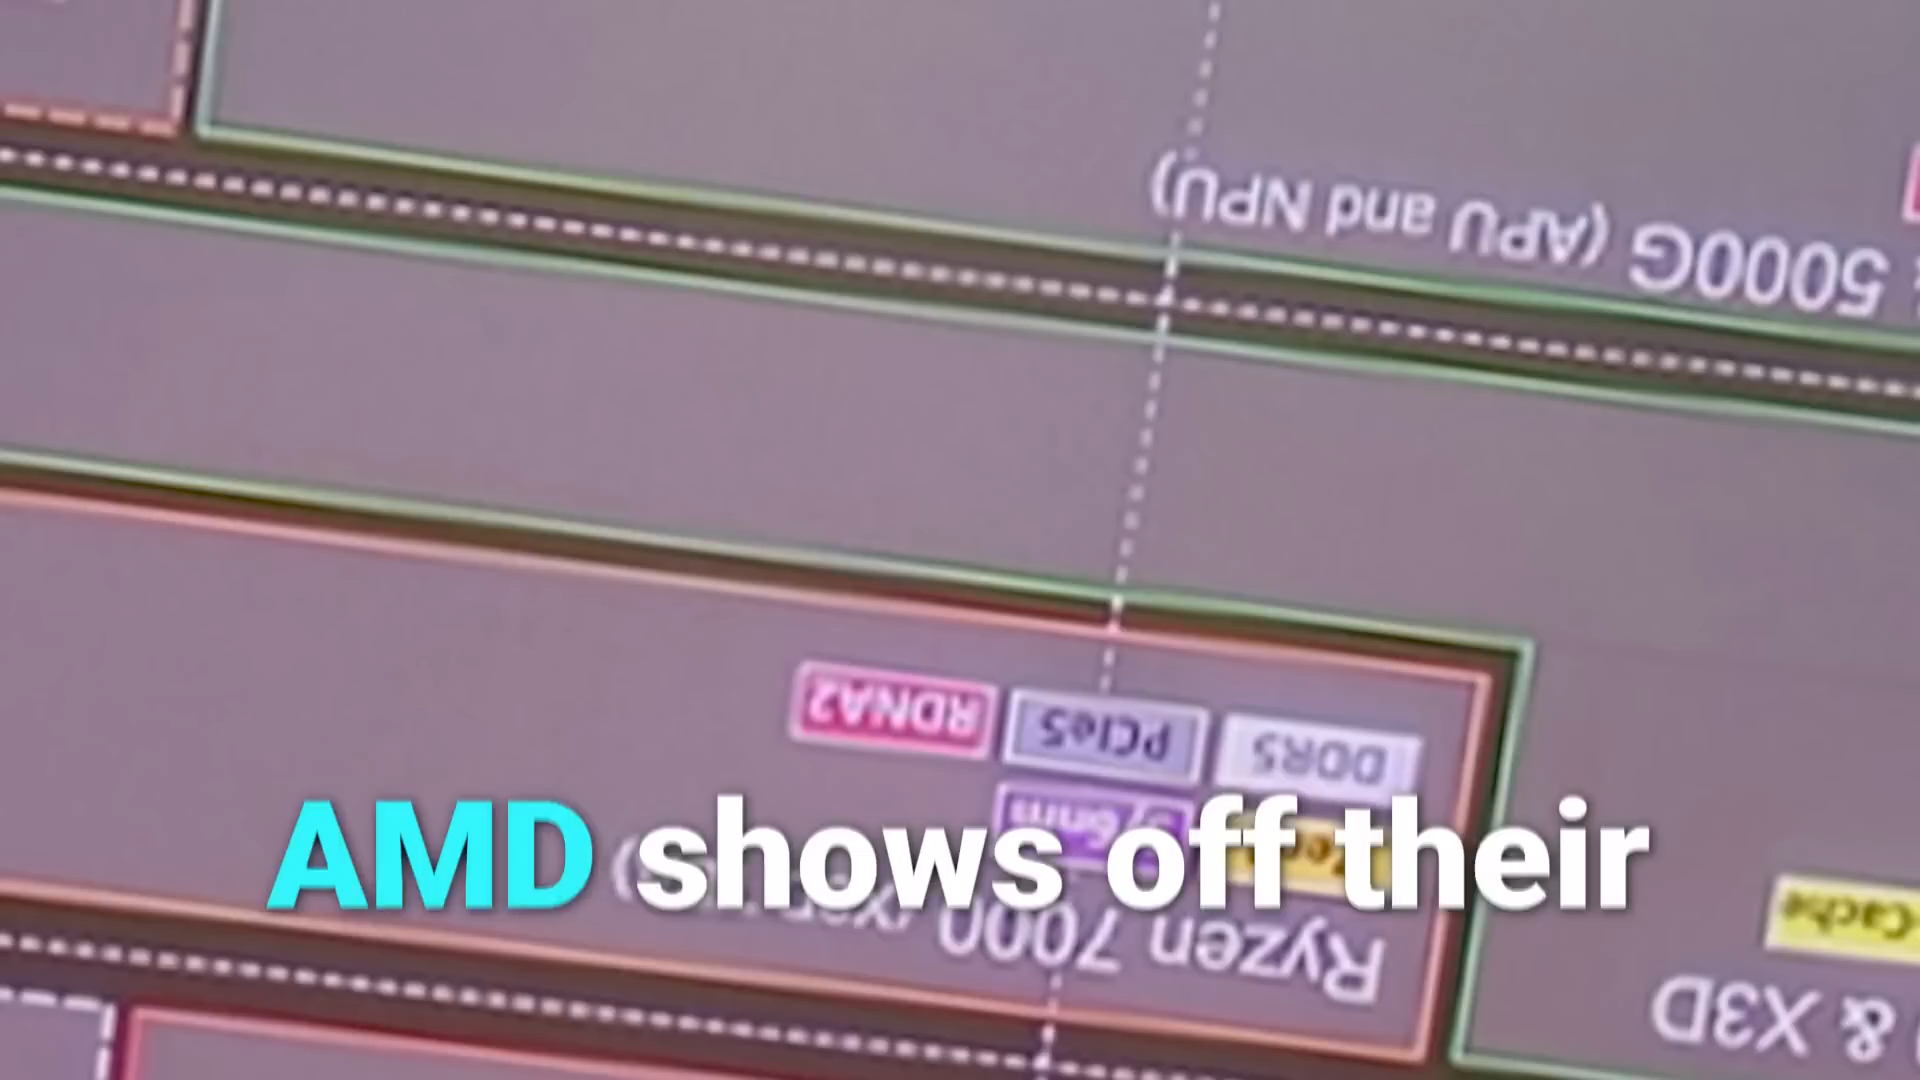 5000G (APU and NPU)
RDNA2
PCIe5
DDR5
AMD shows off their
Ryzen 7000
& X3D